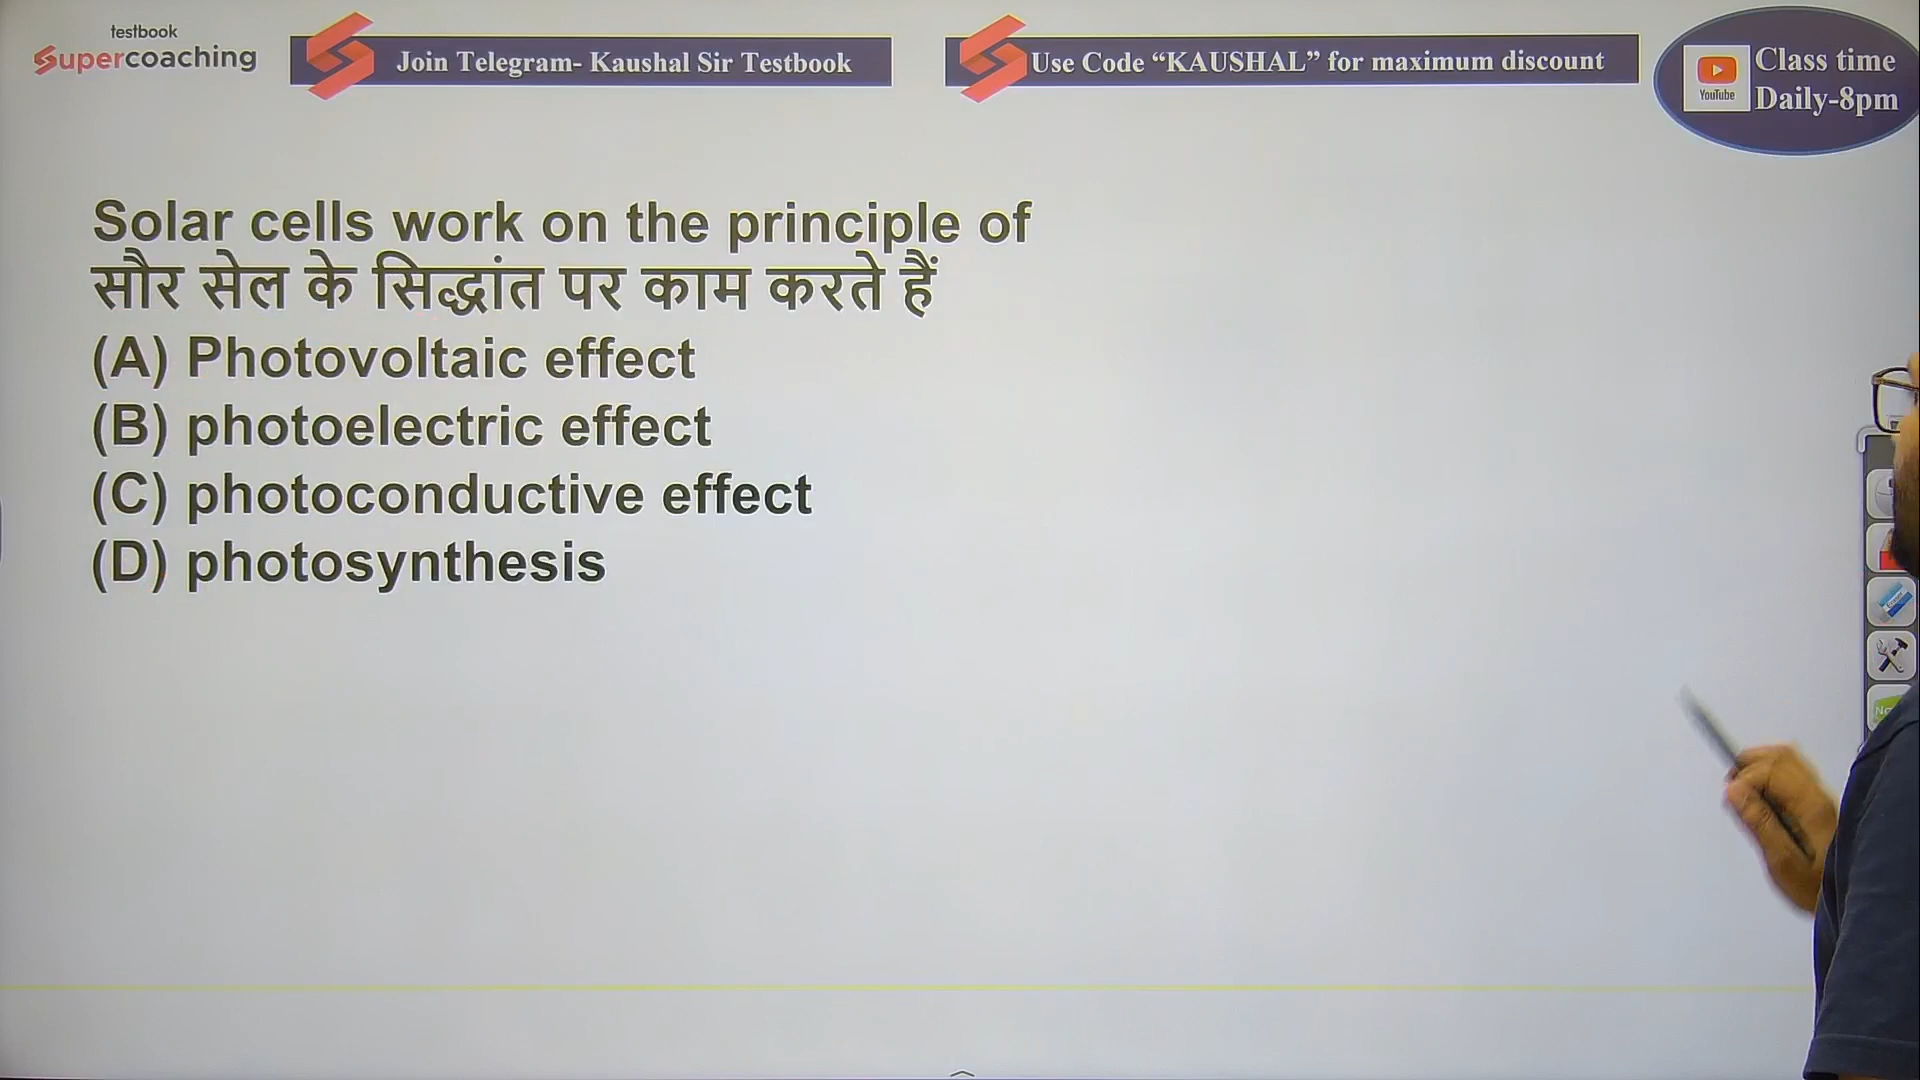 testbook
Supercoaching
Join Telegram- Kaushal Sir Testbook
Use Code “KAUSHAL” for maximum discount
YouTube
Class time
Daily-8pm
Solar cells work on the principle of
सौर सेल के सिद्धांत पर काम करते हैं
(A) Photovoltaic effect
(B) photoelectric effect
(C) photoconductive effect
(D) photosynthesis
Eraser